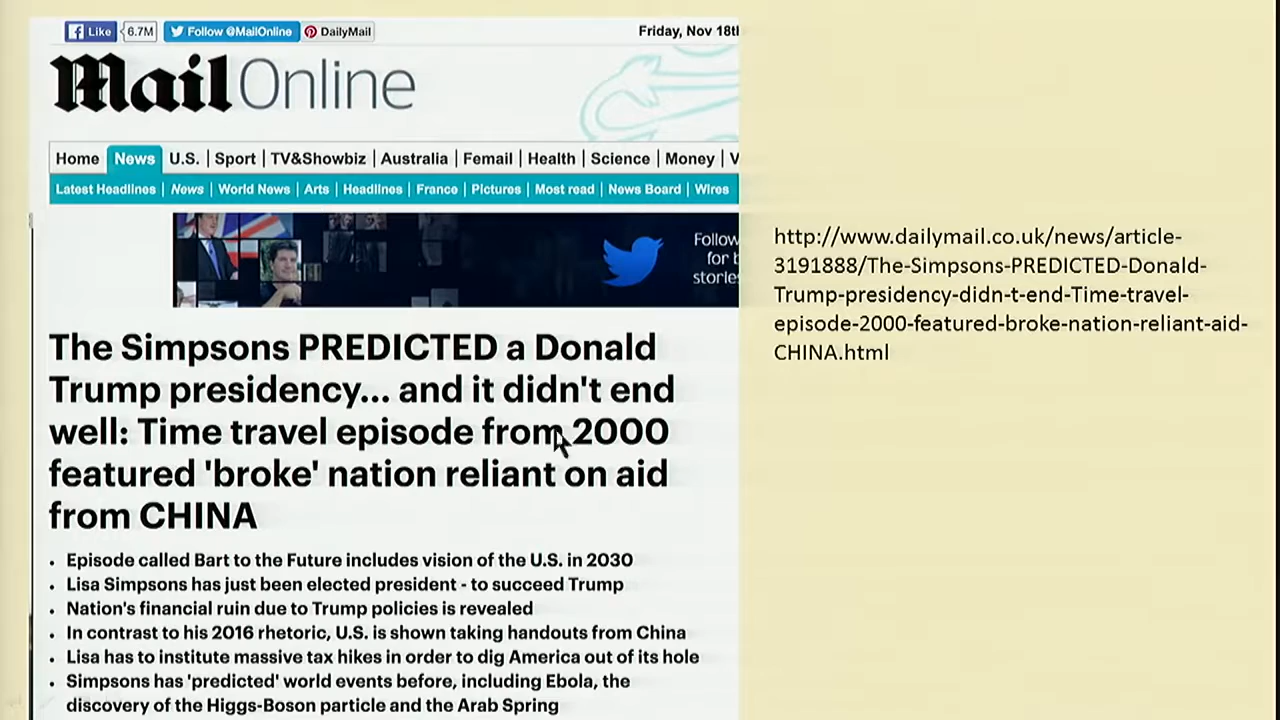 Like 6.7M Follow @MailOnline DailyMail Friday, Nov 18t
Mail Online
Home News U.S. Sport TV&Showbiz Australia Femail Health Science Money V
Latest Headlines News World News Arts Headlines France Pictures Most read News Board Wires
Follow
for b
stories
The Simpsons PREDICTED a Donald
Trump presidency... and it didn't end
well: Time travel episode from 2000
featured 'broke' nation reliant on aid
from CHINA
• Episode called Bart to the Future includes vision of the U.S. in 2030
• Lisa Simpsons has just been elected president - to succeed Trump
• Nation's financial ruin due to Trump policies is revealed
• In contrast to his 2016 rhetoric, U.S. is shown taking handouts from China
• Lisa has to institute massive tax hikes in order to dig America out of its hole
• Simpsons has 'predicted' world events before, including Ebola, the
discovery of the Higgs-Boson particle and the Arab Spring
http://www.dailymail.co.uk/news/article-
3191888/The-Simpsons-PREDICTED-Donald-
Trump-presidency-didn-t-end-Time-travel-
episode-2000-featured-broke-nation-reliant-aid-
CHINA.html